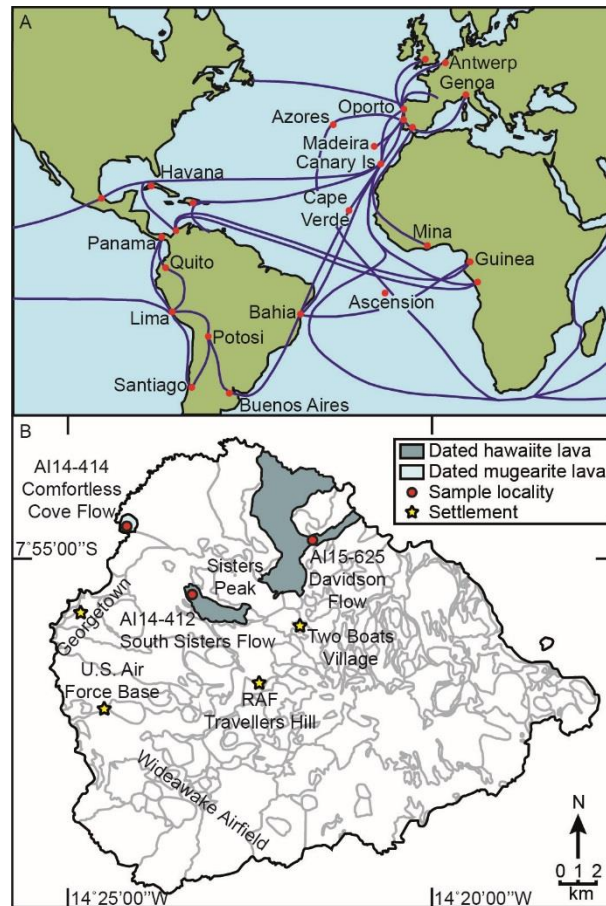 A
Antwerp
Genoa
Oporto
Azores
Madeira
Canary Is
Havana
Cape
Verde
Mina
Panama
Guinea
Quito
Ascension
Bahia
Lima
Potosi
Santiago
Buenos Aires
B
Dated hawaiite lava
Dated mugearite lava
Sample locality
Settlement
AI14-414
Comfortless
Cove Flow
7°55'00''S
Sisters
Peak
AI15-625
Davidson
Flow
Georgetown
AI14-412
South Sisters Flow
Two Boats
Village
U.S. Air
Force Base
RAF
Travellers Hill
Wideawake Airfield
N
0 1 2
km
14°25'00''W
14°20'00''W